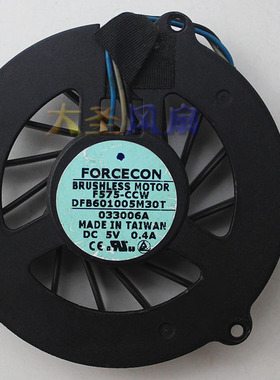 大圣风扇
FORCECON
BRUSHLESS MOTOR
F575-CCW
DFB601005M30T
033006A
MADE IN TAIWAN
DC 5V 0.4A